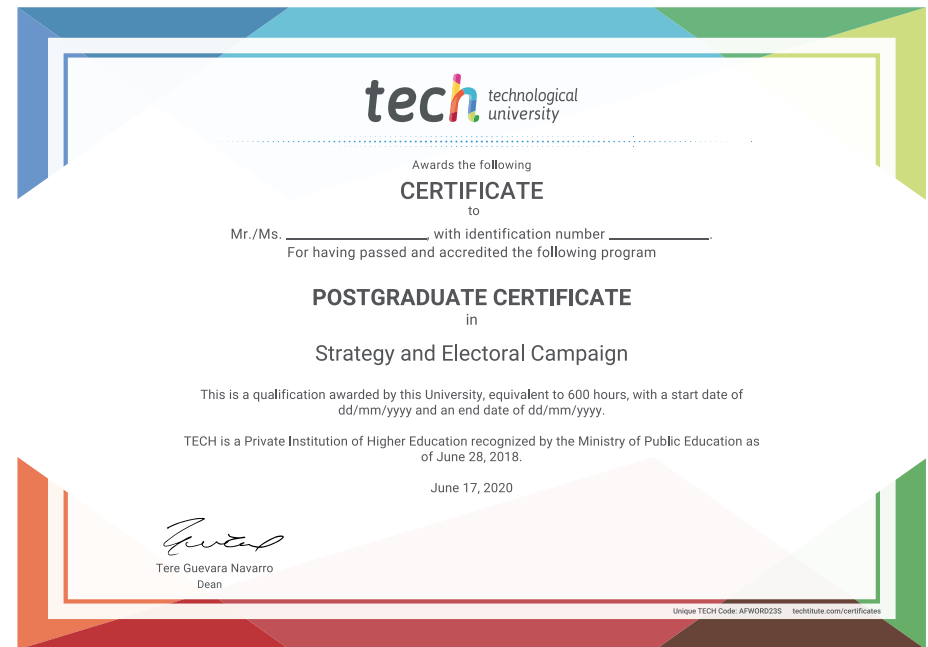 tech technological
university
Awards the following
CERTIFICATE
to
Mr./Ms. ____________________, with identification number ______________.
For having passed and accredited the following program
POSTGRADUATE CERTIFICATE
in
Strategy and Electoral Campaign
This is a qualification awarded by this University, equivalent to 600 hours, with a start date of
dd/mm/yyyy and an end date of dd/mm/yyyy.
TECH is a Private Institution of Higher Education recognized by the Ministry of Public Education as
of June 28, 2018.
June 17, 2020
Tere Guevara Navarro
Dean
Unique TECH Code: AFWORD23S techtitute.com/certificates